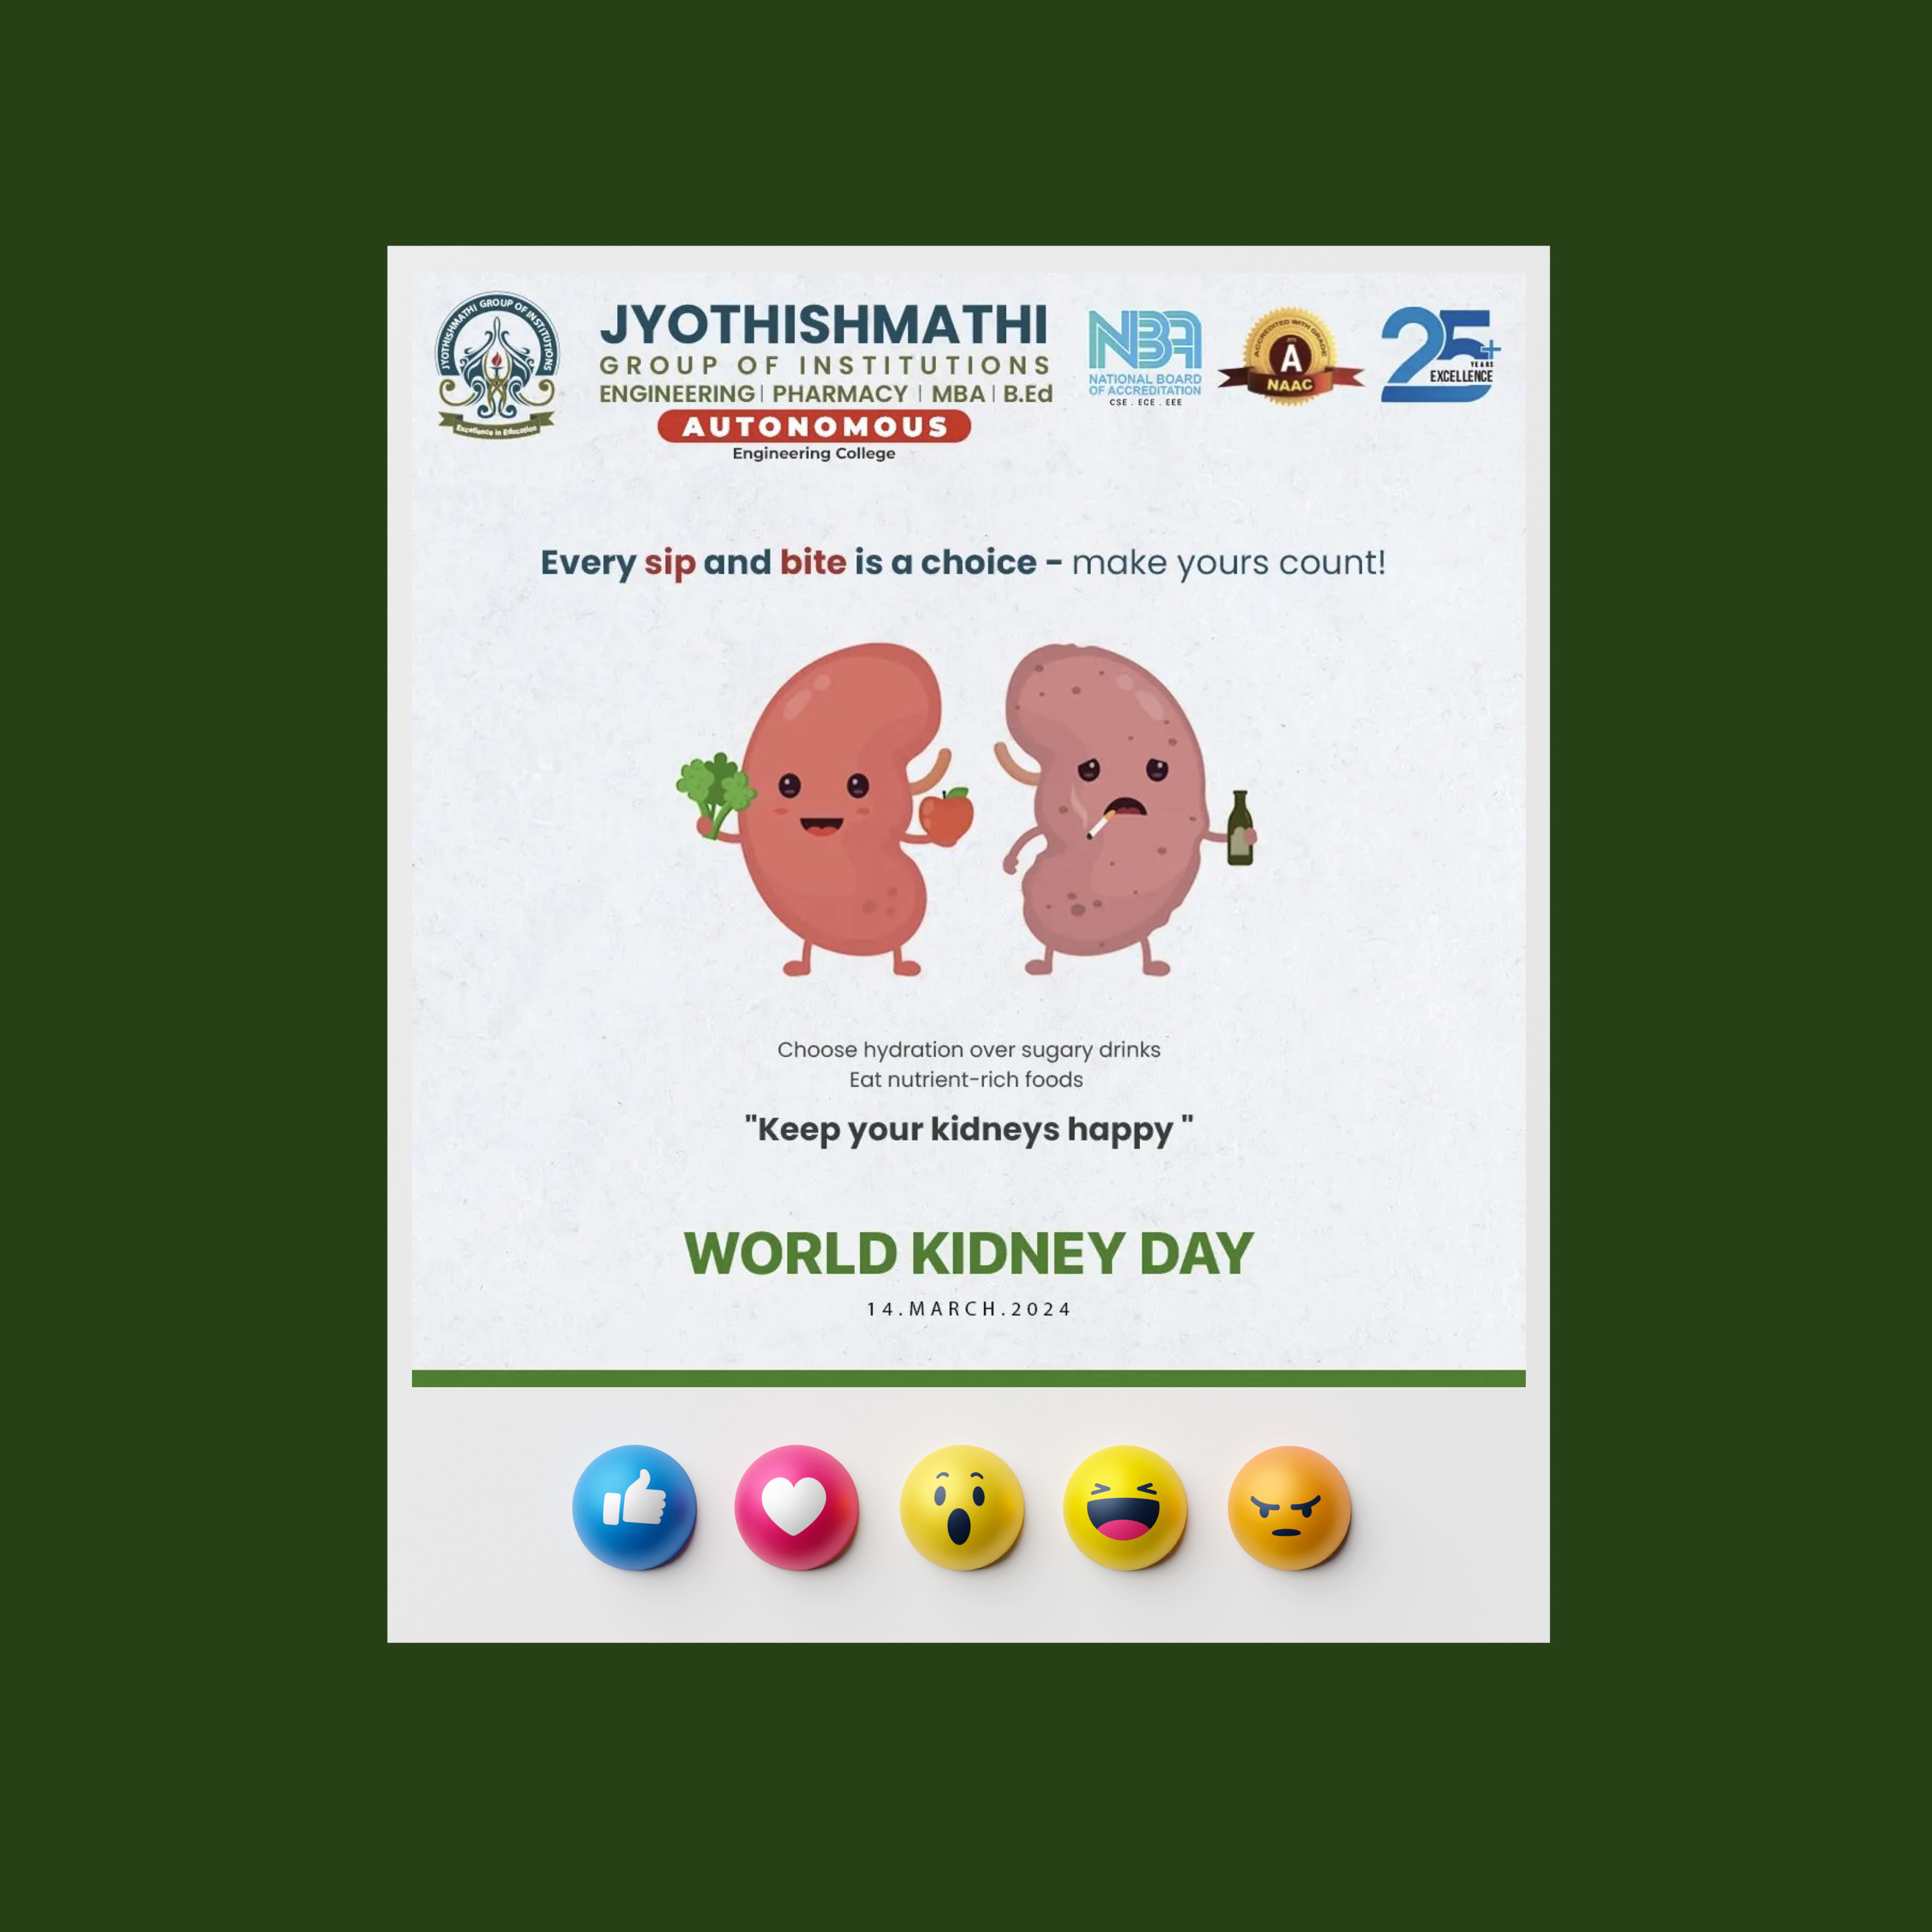 JYOTHISHMATHI GROUP OF INSTITUTIONS
Excellence in Education
JYOTHISHMATHI
GROUP OF INSTITUTIONS
ENGINEERING | PHARMACY | MBA | B.Ed
AUTONOMOUS
Engineering College
NBA
NATIONAL BOARD
OF ACCREDITATION
CSE . ECE . EEE
ACCREDITED WITH GRADE
A
NAAC
25+
YEARS
EXCELLENCE
Every sip and bite is a choice - make yours count!
Choose hydration over sugary drinks
Eat nutrient-rich foods
"Keep your kidneys happy "
WORLD KIDNEY DAY
14.MARCH.2024